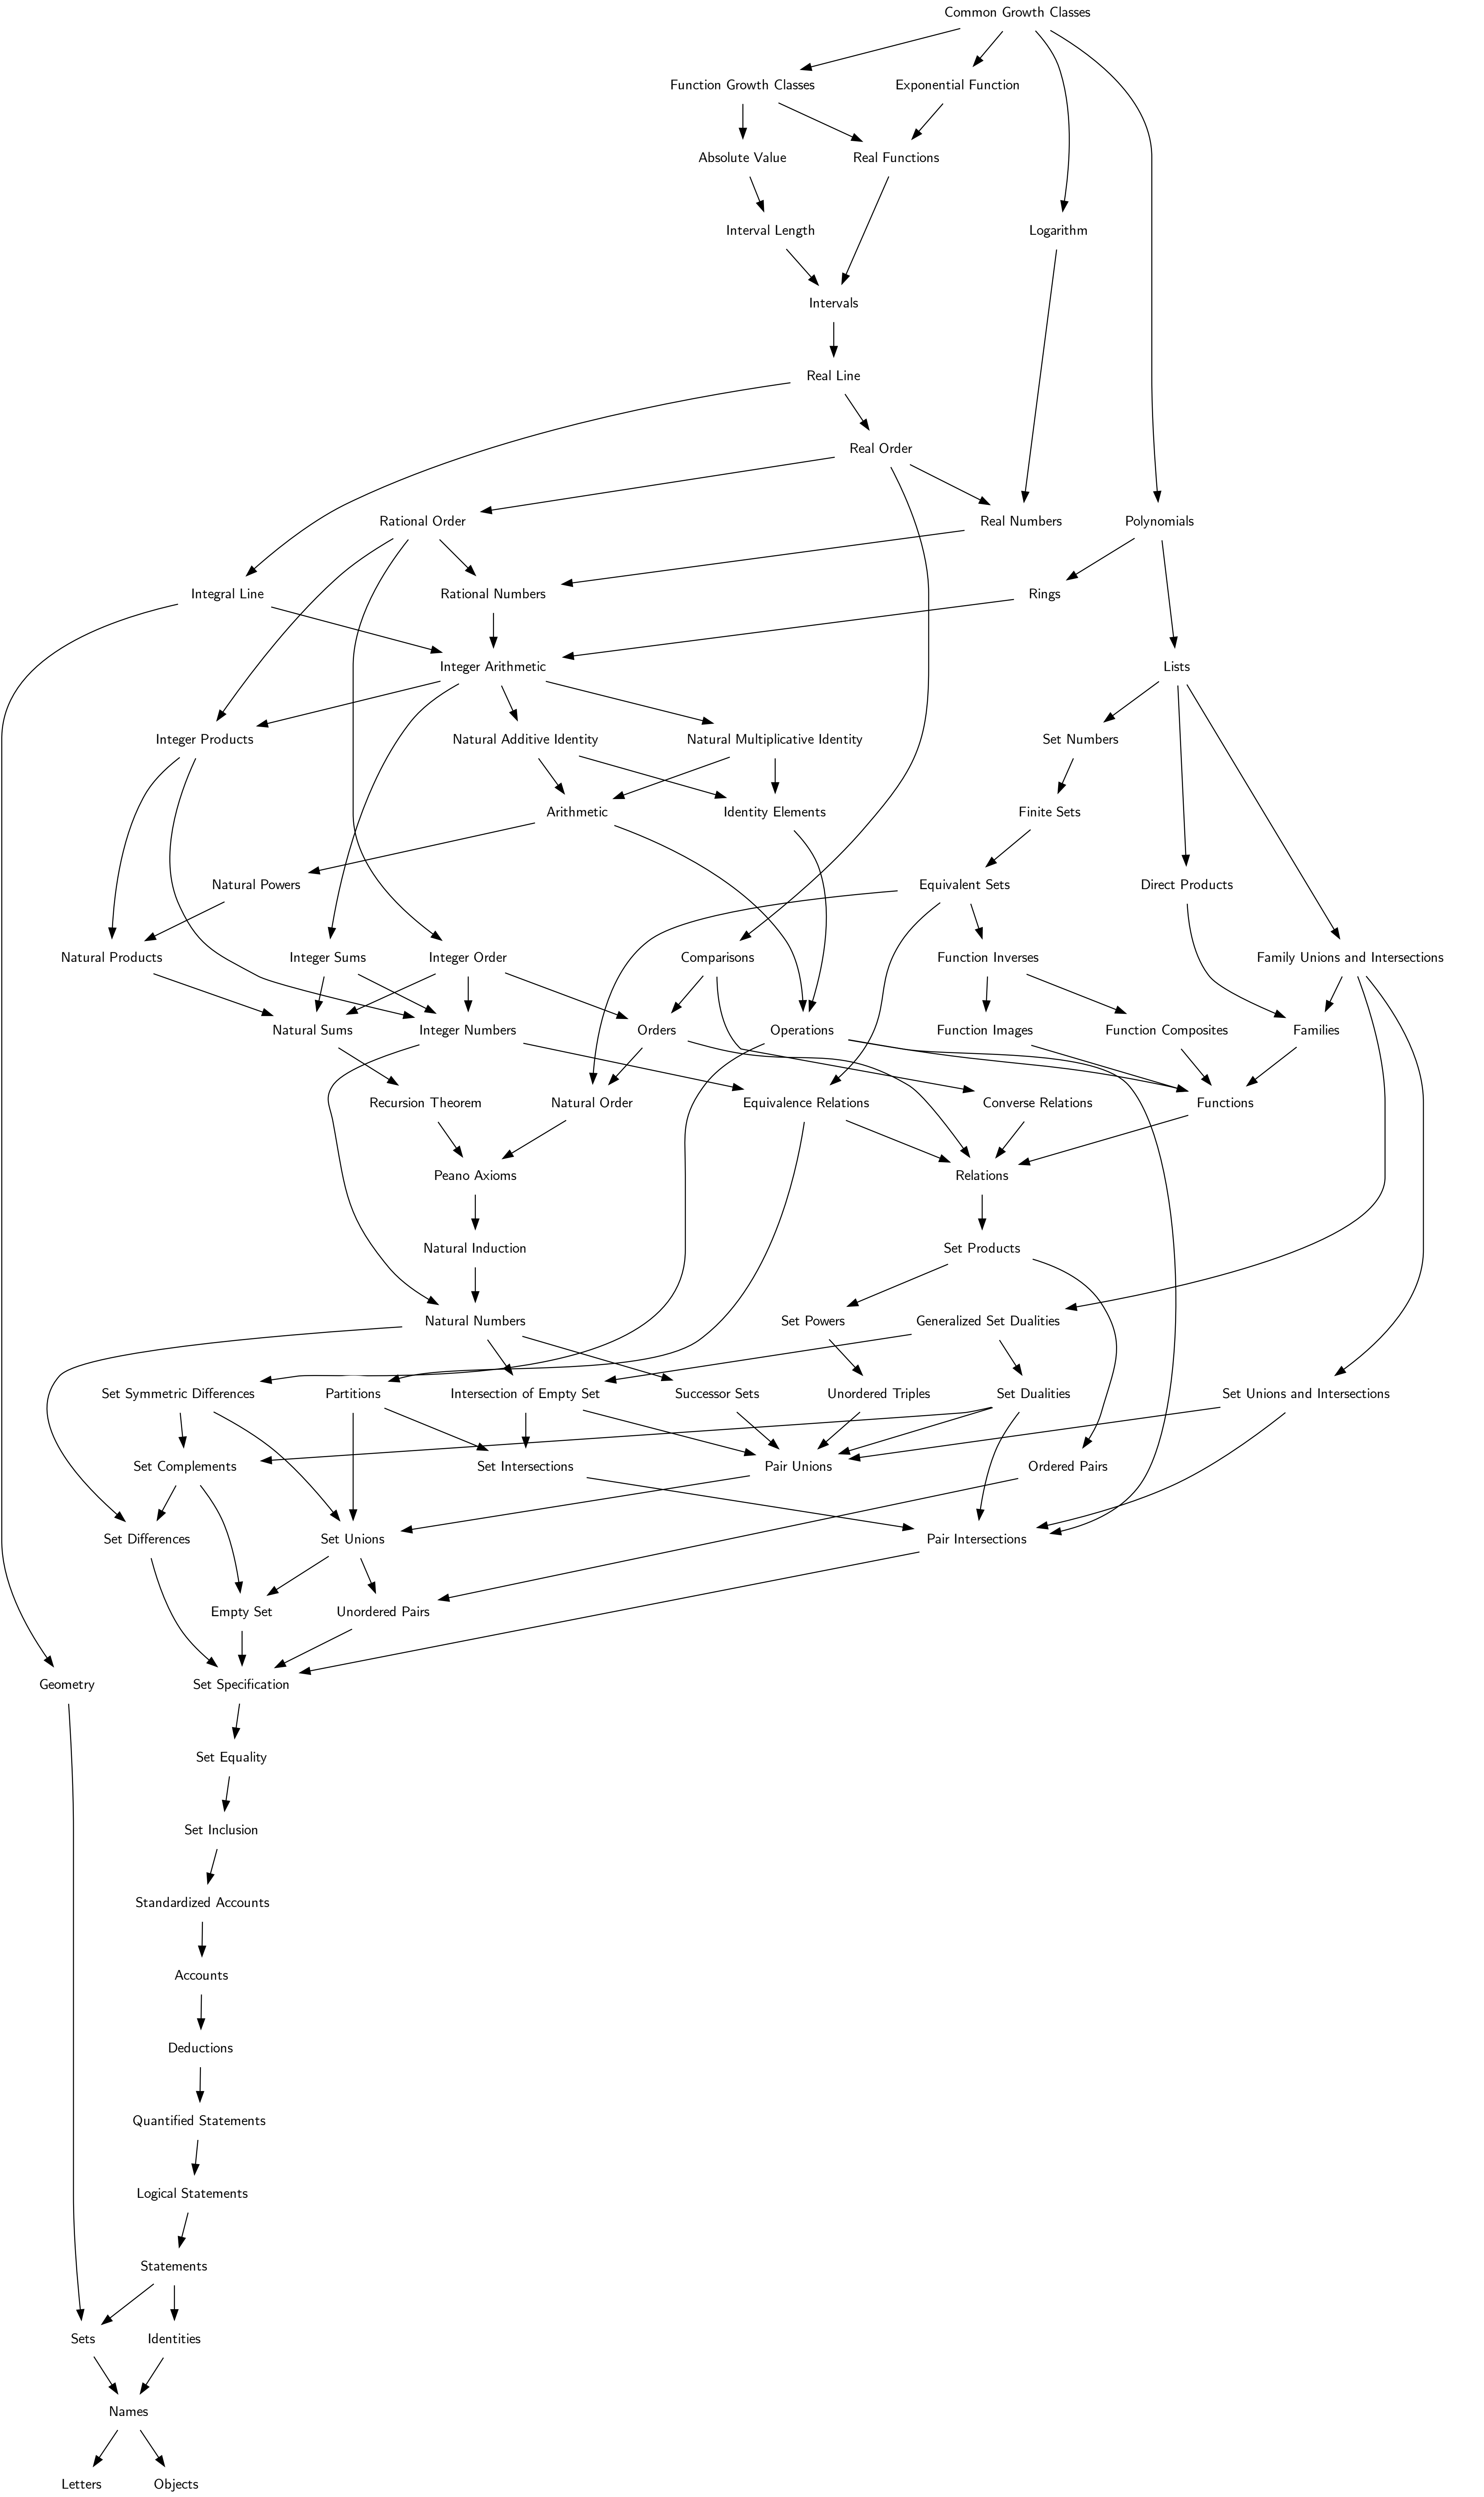 Common Growth Classes
Function Growth Classes
Exponential Function
Absolute Value
Real Functions
Interval Length
Logarithm
Intervals
Real Line
Real Order
Rational Order
Real Numbers
Polynomials
Integral Line
Rational Numbers
Rings
Integer Arithmetic
Lists
Integer Products
Natural Additive Identity
Natural Multiplicative Identity
Set Numbers
Arithmetic
Identity Elements
Finite Sets
Natural Powers
Equivalent Sets
Direct Products
Natural Products
Integer Sums
Integer Order
Comparisons
Function Inverses
Family Unions and Intersections
Natural Sums
Integer Numbers
Orders
Operations
Function Images
Function Composites
Families
Recursion Theorem
Natural Order
Equivalence Relations
Converse Relations
Functions
Peano Axioms
Relations
Natural Induction
Set Products
Natural Numbers
Set Powers
Generalized Set Dualities
Set Symmetric Differences
Partitions
Intersection of Empty Set
Successor Sets
Unordered Triples
Set Dualities
Set Unions and Intersections
Set Complements
Set Intersections
Pair Unions
Ordered Pairs
Set Differences
Set Unions
Pair Intersections
Empty Set
Unordered Pairs
Geometry
Set Specification
Set Equality
Set Inclusion
Standardized Accounts
Accounts
Deductions
Quantified Statements
Logical Statements
Statements
Sets
Identities
Names
Letters
Objects